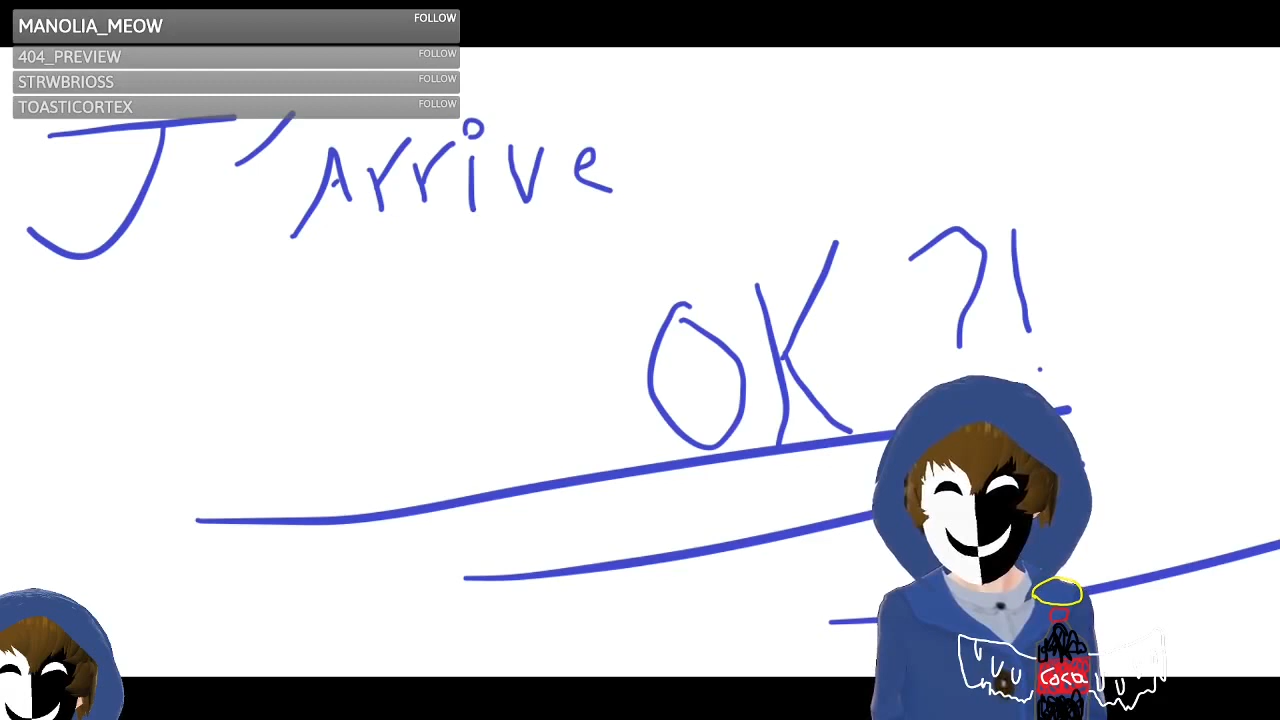 MANOLIA_MEOW FOLLOW
404_PREVIEW FOLLOW
STRWBRIOSS FOLLOW
TOASTICORTEX FOLLOW
J'Arrive
OK ?!
Coca